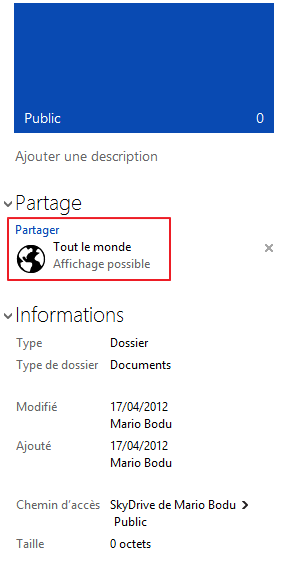 Public 0
Ajouter une description
Partage
Partager
Tout le monde
Affichage possible
Informations
Type Dossier
Type de dossier Documents
Modifié 17/04/2012
Mario Bodu
Ajouté 17/04/2012
Mario Bodu
Chemin d'accès SkyDrive de Mario Bodu >
Public
Taille 0 octets